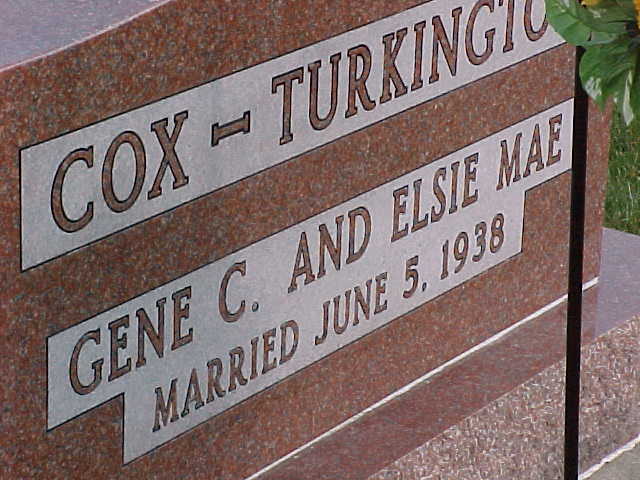 COX - TURKINGTO
GENE C. AND ELSIE MAE
MARRIED JUNE 5, 1938